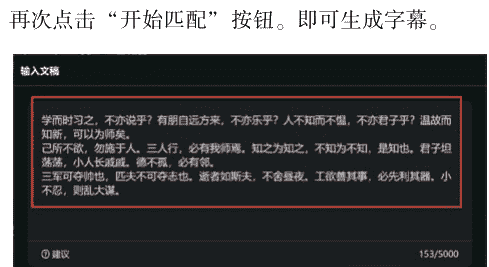 再次点击“开始匹配”按钮。即可生成字幕。
输入文稿
学而时习之，不亦说乎？有朋自远方来，不亦乐乎？人不知而不愠，不亦君子乎？温故而
知新，可以为师矣。
己所不欲，勿施于人。三人行，必有我师焉。知之为知之，不知为不知，是知也。君子坦
荡荡，小人长戚戚。德不孤，必有邻。
三军可夺帅也，匹夫不可夺志也。逝者如斯夫，不舍昼夜。工欲善其事，必先利其器。小
不忍，则乱大谋。
建议
153/5000